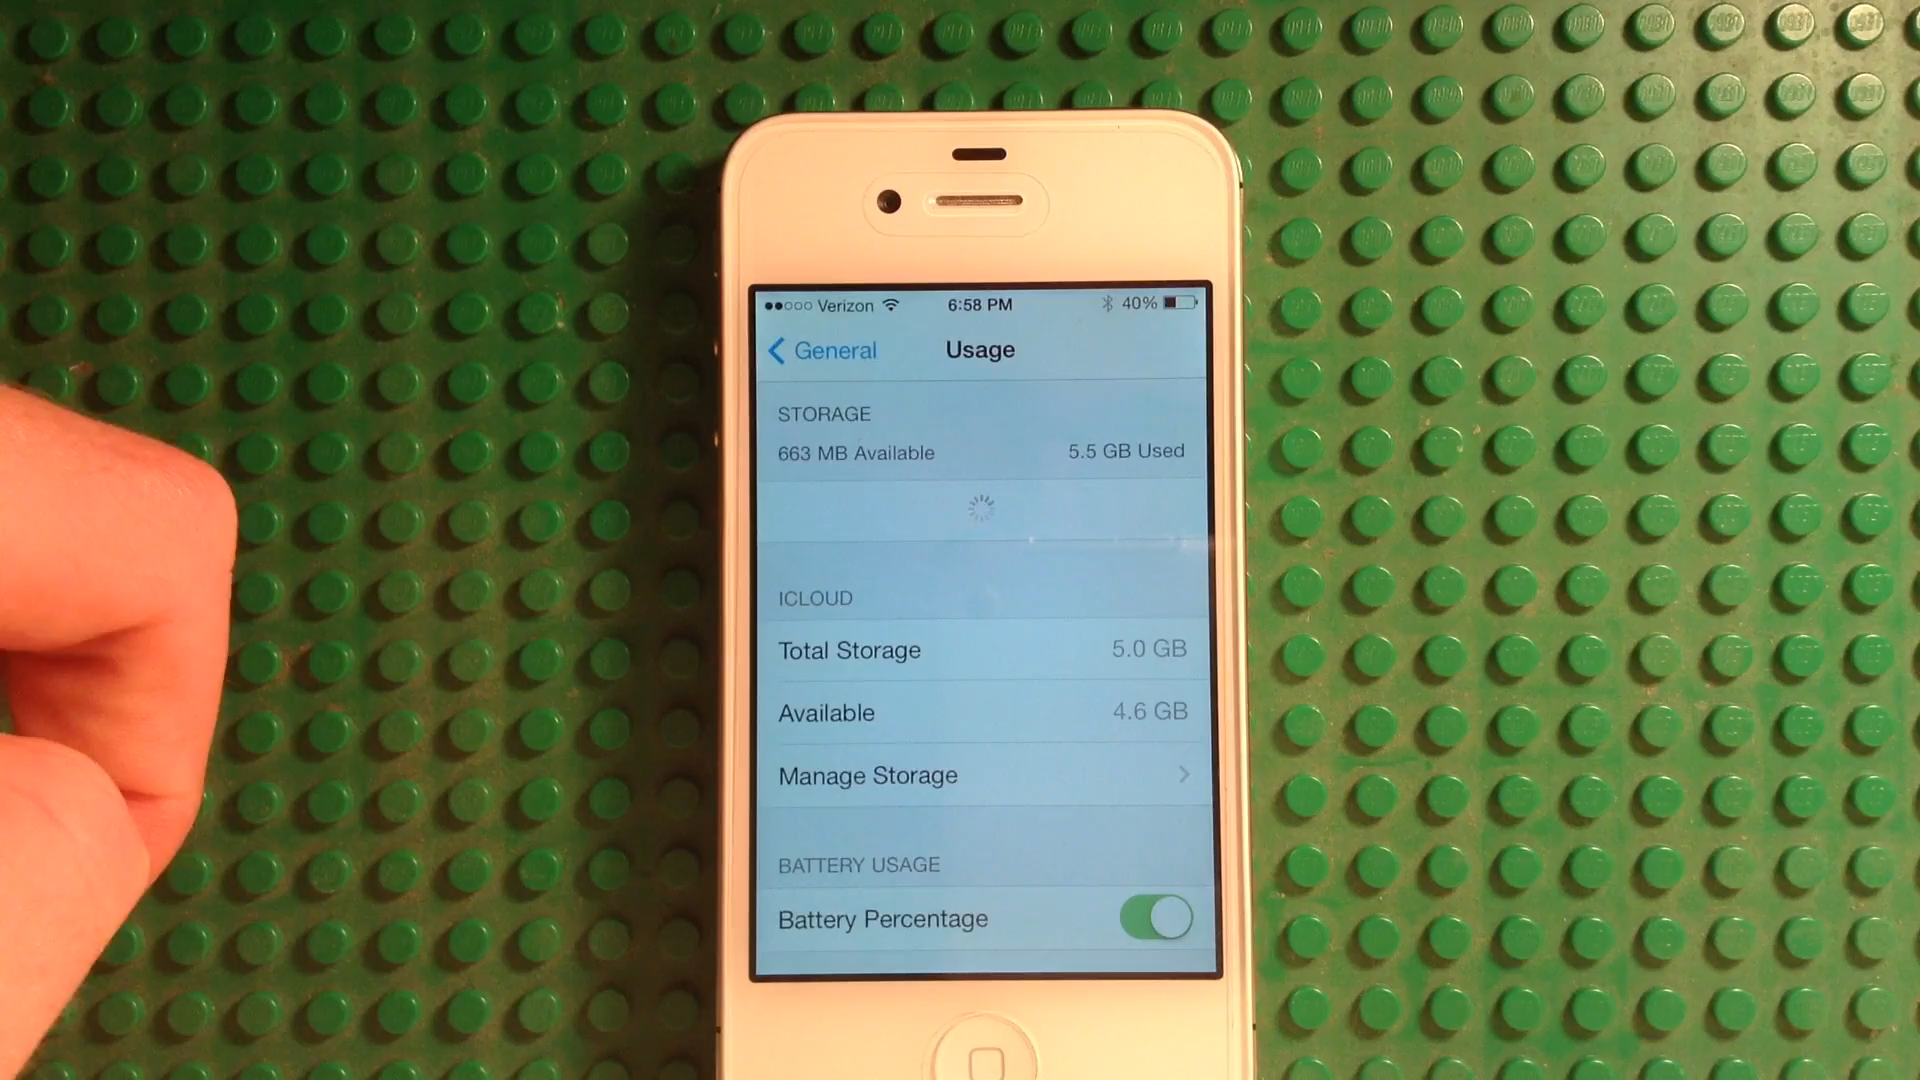 Verizon 6:58 PM 40%
General Usage
STORAGE
663 MB Available 5.5 GB Used
ICLOUD
Total Storage 5.0 GB
Available 4.6 GB
Manage Storage
BATTERY USAGE
Battery Percentage